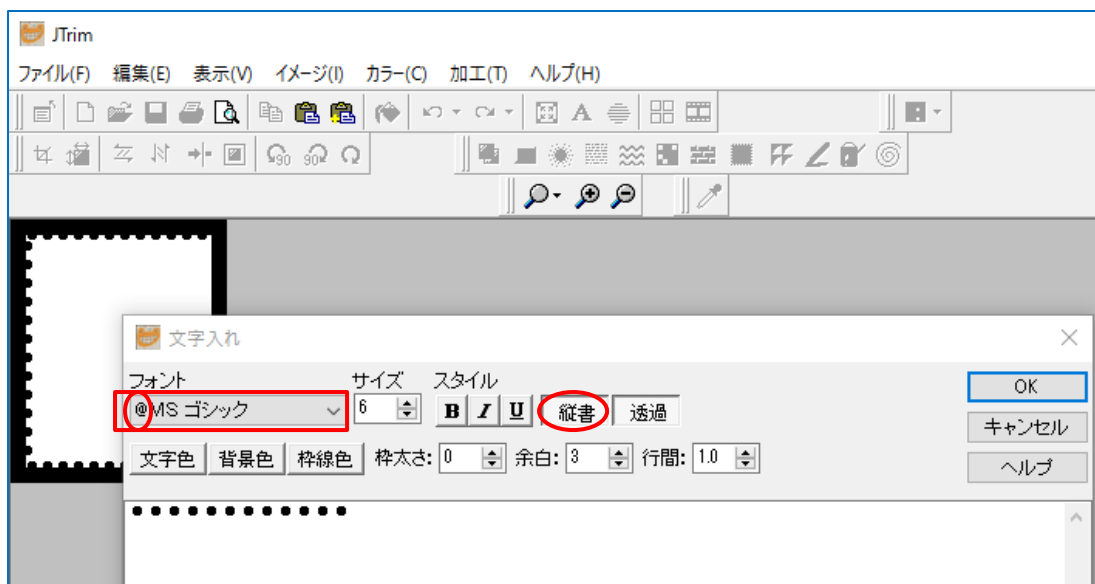 JTrim
ファイル(F) 編集(E) 表示(V) イメージ(I) カラー(C) 加工(T) ヘルプ(H)
文字入れ
フォント サイズ スタイル
@MS ゴシック 6 B I U 縦書 透過 OK
キャンセル
文字色 背景色 枠線色 枠太さ: 0 余白: 3 行間: 1.0 ヘルプ
●●●●●●●●●●●●